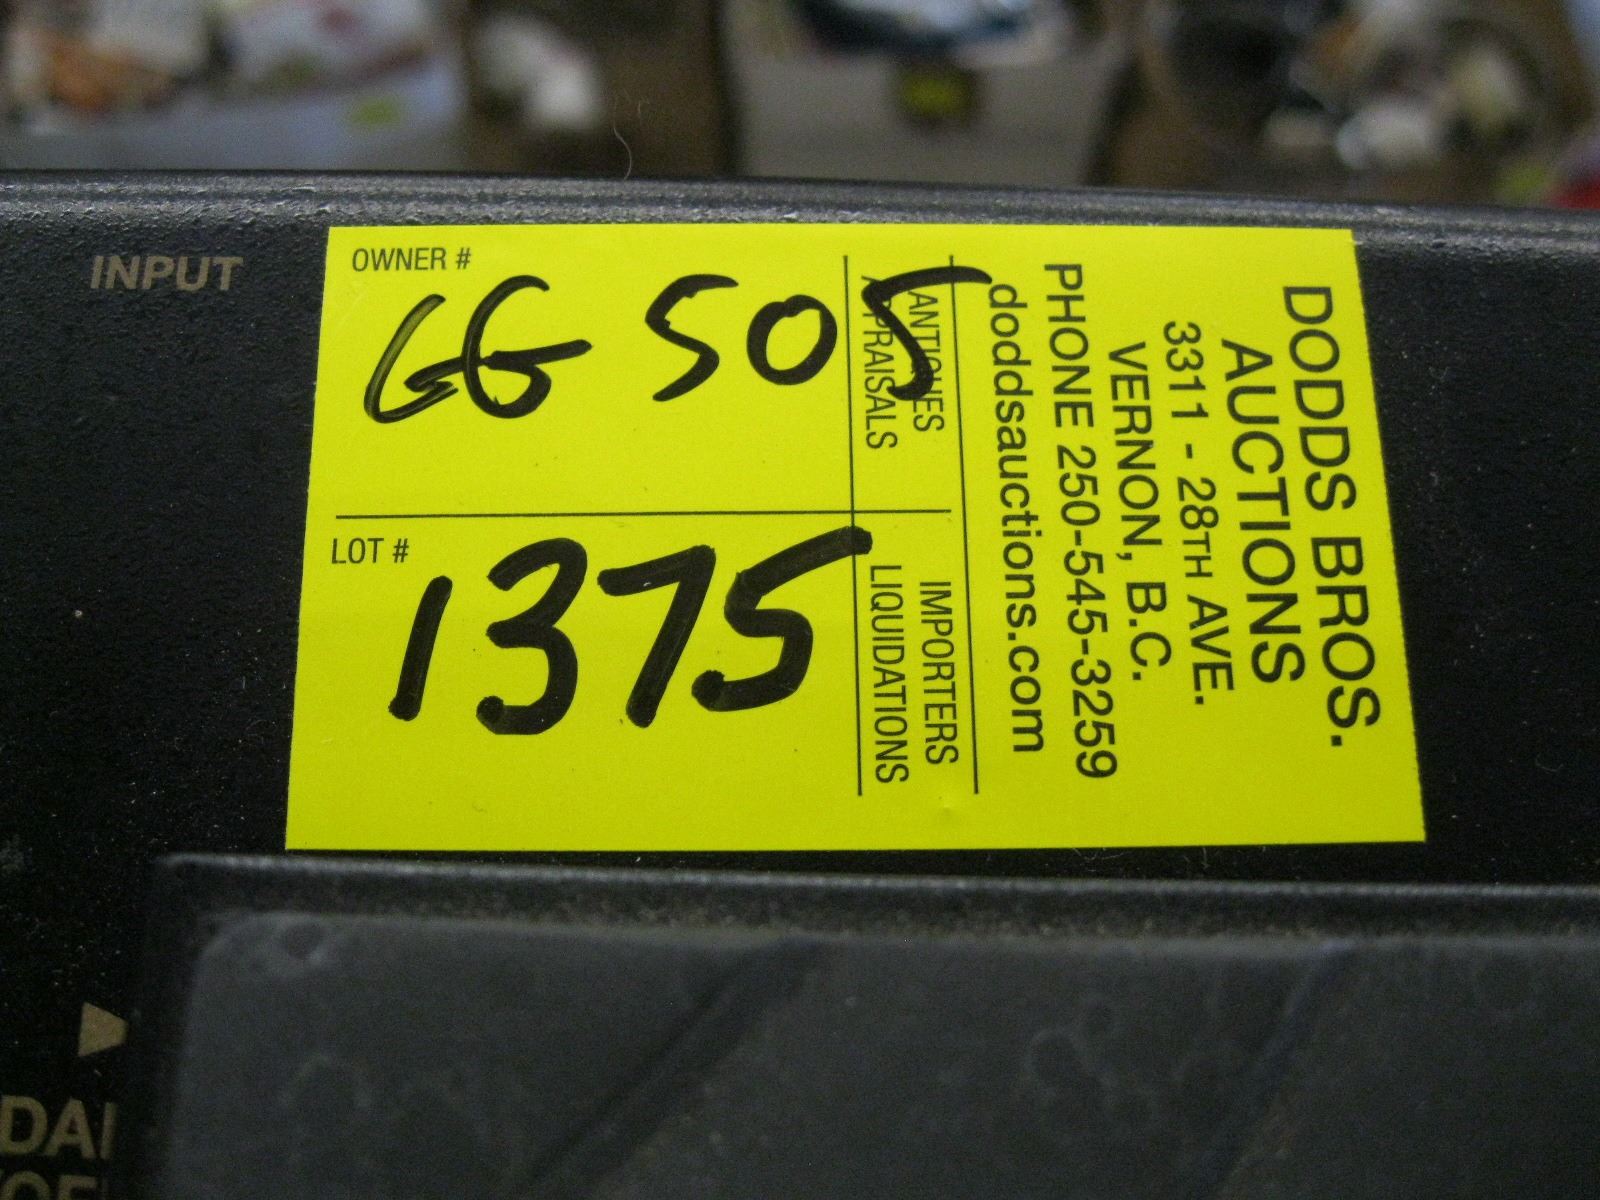 INPUT
OWNER #
GG 505
LOT #
1375
ANTIQUES
APPRAISALS
IMPORTERS
LIQUIDATIONS
DODDS BROS.
AUCTIONS
3311 - 28TH AVE.
VERNON, B.C.
PHONE 250-545-3259
doddsauctions.com